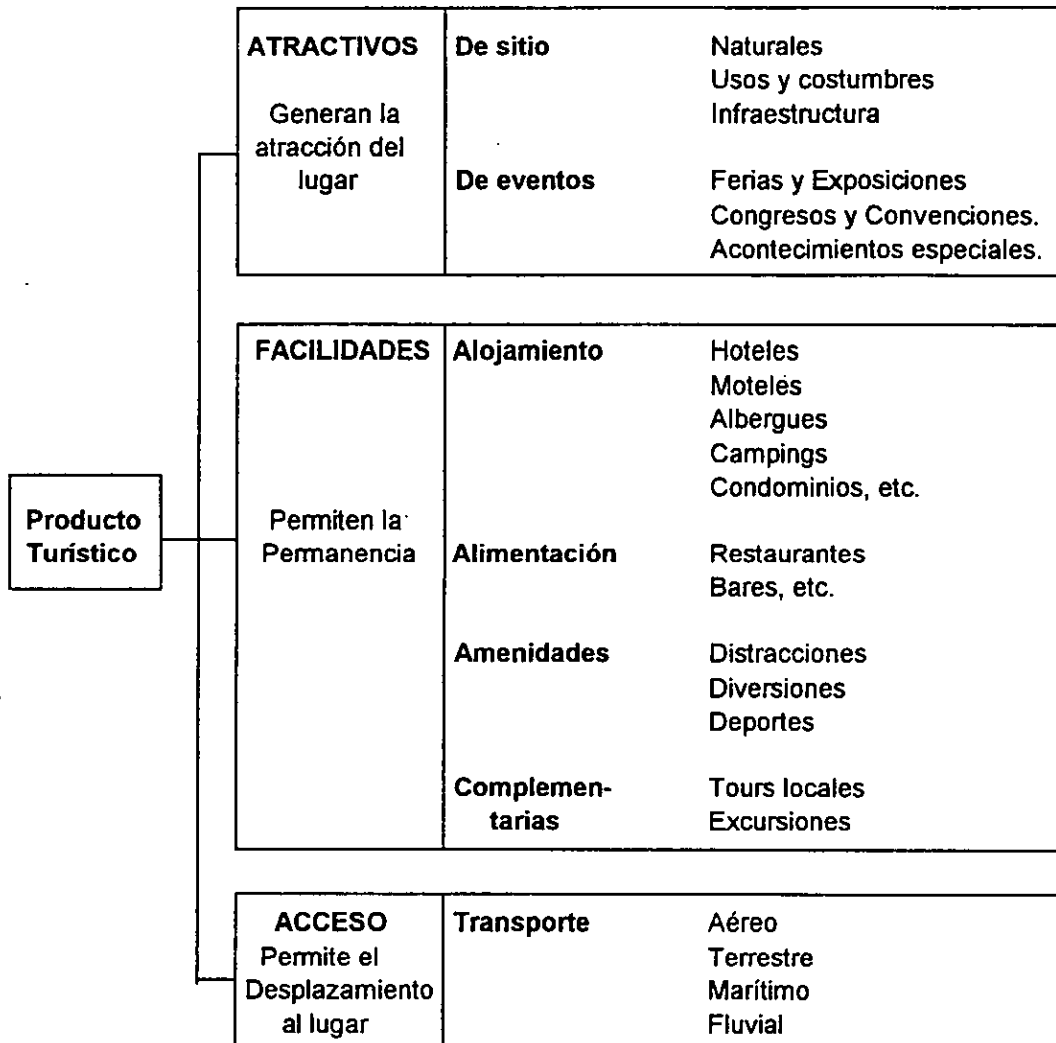 Producto
Turístico
ATRACTIVOS
Generan la
atracción del
lugar
De sitio
Naturales
Usos y costumbres
Infraestructura
De eventos
Ferias y Exposiciones
Congresos y Convenciones.
Acontecimientos especiales.
FACILIDADES
Permiten la
Permanencia
Alojamiento
Hoteles
Moteles
Albergues
Campings
Condominios, etc.
Alimentación
Restaurantes
Bares, etc.
Amenidades
Distracciones
Diversiones
Deportes
Complemen-
tarias
Tours locales
Excursiones
ACCESO
Permite el
Desplazamiento
al lugar
Transporte
Aéreo
Terrestre
Marítimo
Fluvial